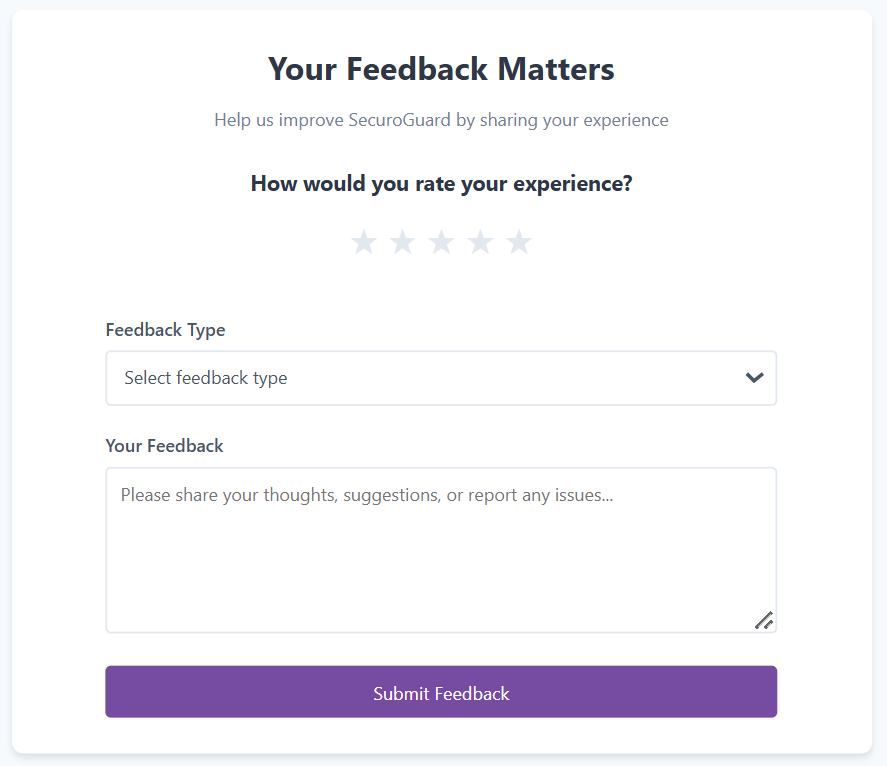 Your Feedback Matters
Help us improve SecuroGuard by sharing your experience
How would you rate your experience?
Feedback Type
Select feedback type
Your Feedback
Please share your thoughts, suggestions, or report any issues...
Submit Feedback